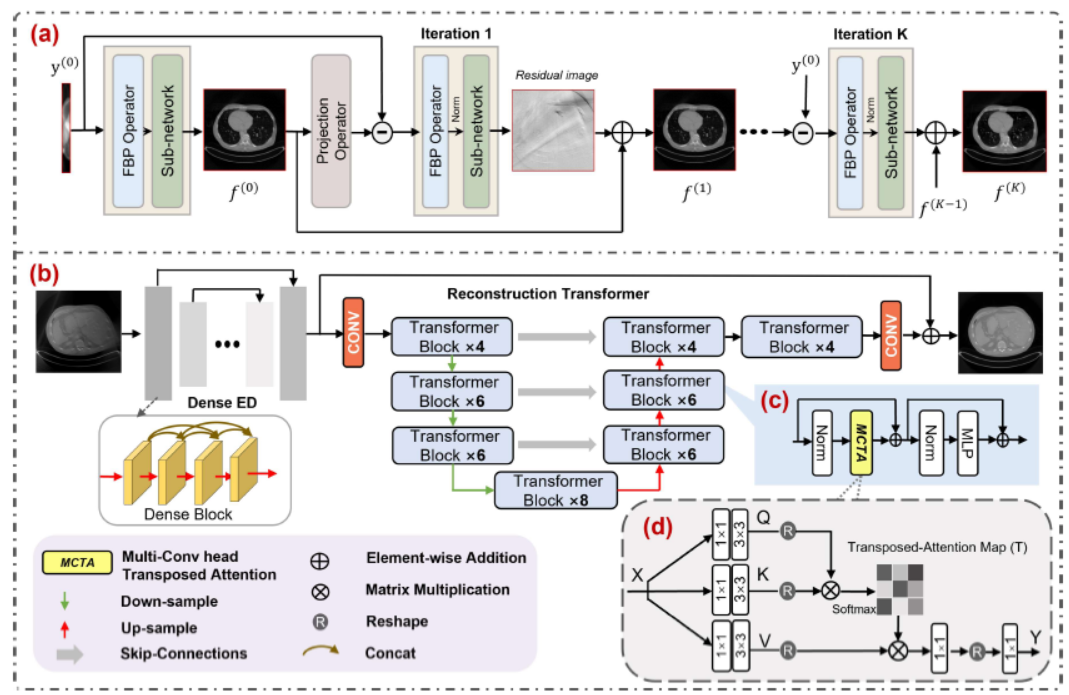 (a)
y(0)
FBP Operator
Sub-network
f(0)
Projection
Operator
Iteration 1
FBP Operator
Norm
Sub-network
Residual image
f(1)
Iteration K
y(0)
FBP Operator
Norm
Sub-network
f(K−1)
f(K)
(b)
Dense ED
Dense Block
Reconstruction Transformer
CONV
Transformer
Block ×4
Transformer
Block ×4
Transformer
Block ×4
CONV
Transformer
Block ×6
Transformer
Block ×6
Transformer
Block ×6
Transformer
Block ×6
Transformer
Block ×8
(c)
Norm
MCTA
Norm
MLP
(d)
X
1×1
3×3
Q
R
1×1
3×3
K
R
1×1
3×3
V
R
Transposed-Attention Map (T)
Softmax
1×1
R
1×1
Y
MCTA
Multi-Conv head
Transposed Attention
Down-sample
Up-sample
Skip-Connections
Element-wise Addition
Matrix Multiplication
R
Reshape
Concat